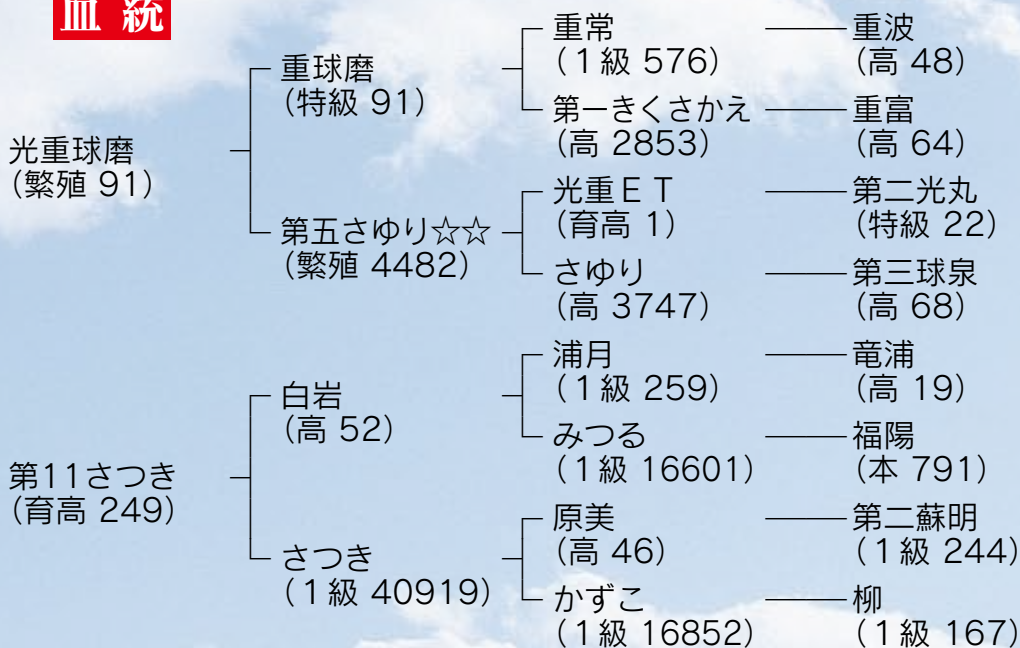 血統
光重球磨
(繁殖 91)
重球磨
(特級 91)
重常
(1級 576)
重波
(高 48)
第一きくさかえ
(高 2853)
重富
(高 64)
第五さゆり☆☆
(繁殖 4482)
光重ET
(育高 1)
第二光丸
(特級 22)
さゆり
(高 3747)
第三球泉
(高 68)
第11さつき
(育高 249)
白岩
(高 52)
浦月
(1級 259)
竜浦
(高 19)
みつる
(1級 16601)
福陽
(本 791)
さつき
(1級 40919)
原美
(高 46)
第二蘇明
(1級 244)
かずこ
(1級 16852)
柳
(1級 167)